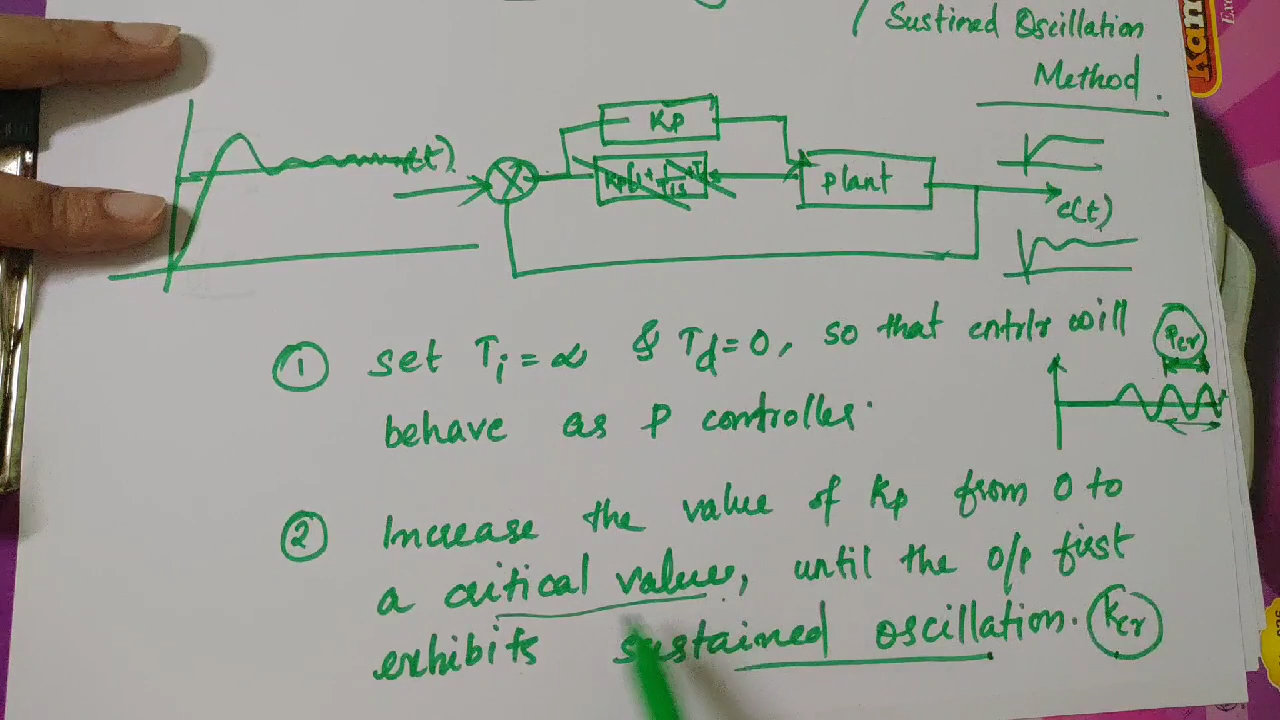 / Sustined Oscillation
Method.
Kam
Kp
r(t).
Plant
c(t)
① set Ti = ∝ & Td = 0, so that cntrlr will
Pcr
behave as P controller.
② Increase the value of Kp from 0 to
a critical value, until the o/p first
exhibits sustained oscillation. Kcr